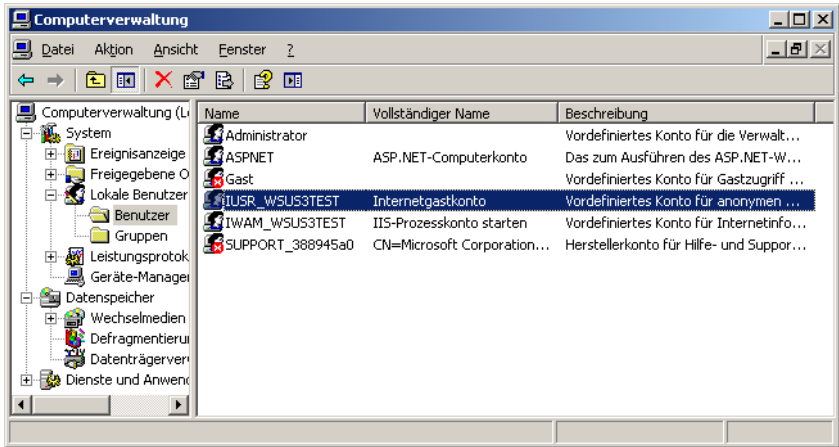 Computerverwaltung
Datei Aktion Ansicht Fenster ?
Computerverwaltung (L
System
Ereignisanzeige
Freigegebene O
Lokale Benutzer
Benutzer
Gruppen
Leistungsprotok
Geräte-Manager
Datenspeicher
Wechselmedien
Defragmentieru
Datenträgerver
Dienste und Anwend
Name Vollständiger Name Beschreibung
Administrator Vordefiniertes Konto für die Verwalt...
ASPNET ASP.NET-Computerkonto Das zum Ausführen des ASP.NET-W...
Gast Vordefiniertes Konto für Gastzugriff ...
IUSR_WSUS3TEST Internetgastkonto Vordefiniertes Konto für anonymen ...
IWAM_WSUS3TEST IIS-Prozesskonto starten Vordefiniertes Konto für Internetinfo...
SUPPORT_388945a0 CN=Microsoft Corporation... Herstellerkonto für Hilfe- und Suppor...